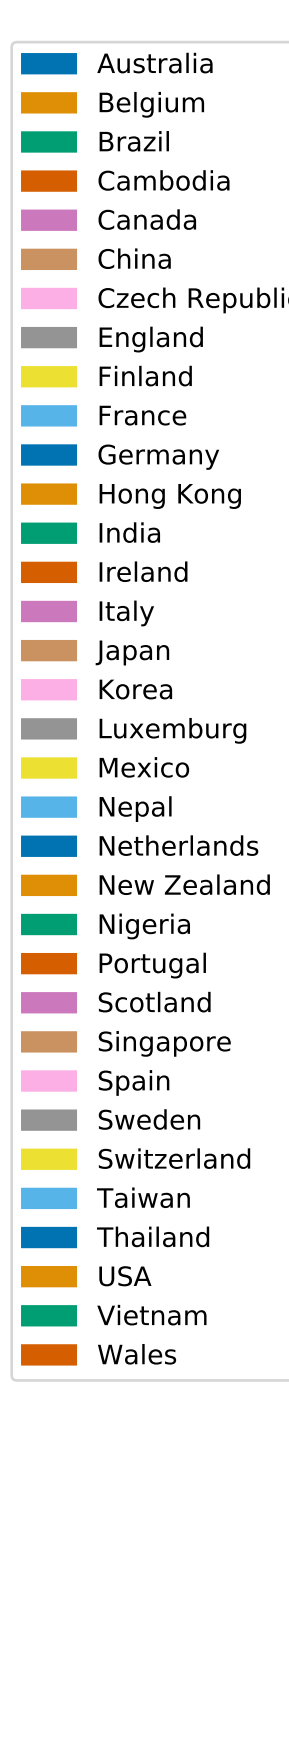 Australia
Belgium
Brazil
Cambodia
Canada
China
Czech Republi
England
Finland
France
Germany
Hong Kong
India
Ireland
Italy
Japan
Korea
Luxemburg
Mexico
Nepal
Netherlands
New Zealand
Nigeria
Portugal
Scotland
Singapore
Spain
Sweden
Switzerland
Taiwan
Thailand
USA
Vietnam
Wales